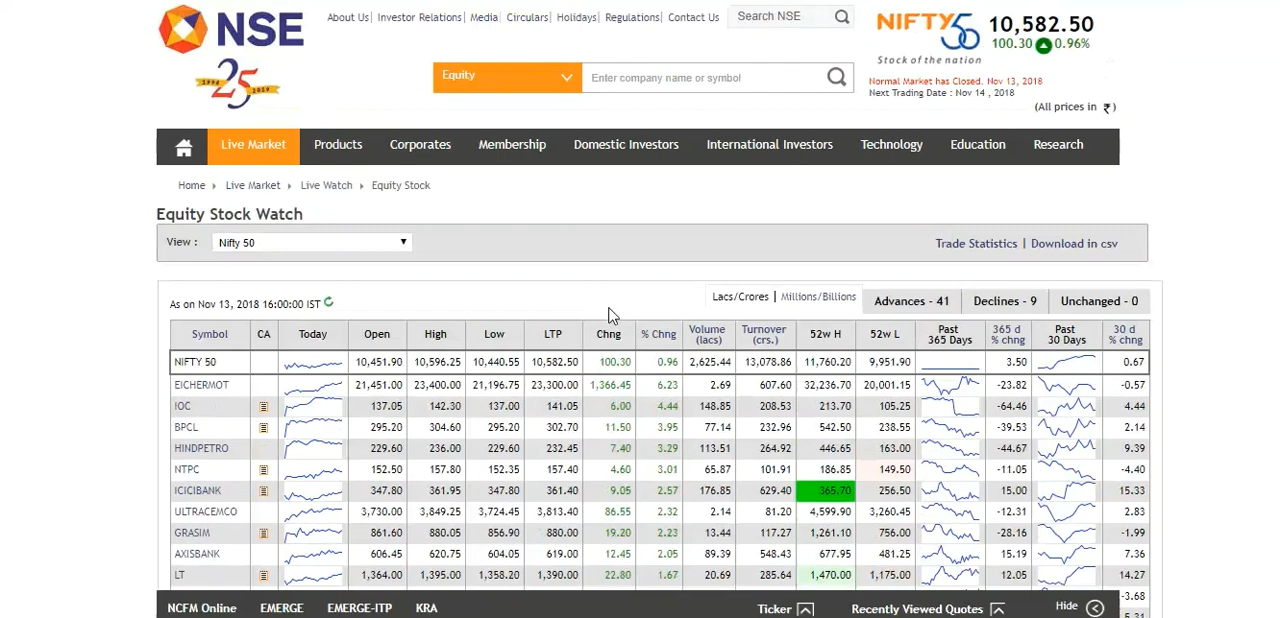 NSE
1994 25 2019
About Us| Investor Relations| Media| Circulars| Holidays| Regulations| Contact Us
Search NSE
NIFTY50 10,582.50
100.30 0.96%
Stock of the nation
Equity Enter company name or symbol
Normal Market has Closed. Nov 13, 2018
Next Trading Date : Nov 14 , 2018
(All prices in ₹)
Live Market Products Corporates Membership Domestic Investors International Investors Technology Education Research
Home Live Market Live Watch Equity Stock
Equity Stock Watch
View : Nifty 50 Trade Statistics | Download in csv
As on Nov 13, 2018 16:00:00 IST Lacs/Crores | Millions/Billions Advances - 41 Declines - 9 Unchanged - 0
Symbol CA Today Open High Low LTP Chng % Chng Volume (lacs) Turnover (crs.) 52w H 52w L Past 365 Days 365 d % chng Past 30 Days 30 d % chng
NIFTY 50 10,451.90 10,596.25 10,440.55 10,582.50 100.30 0.96 2,625.44 13,078.86 11,760.20 9,951.90 3.50 0.67
EICHERMOT 21,451.00 23,400.00 21,196.75 23,300.00 1,366.45 6.23 2.69 607.60 32,236.70 20,001.15 -23.82 -0.57
IOC 137.05 142.30 137.00 141.05 6.00 4.44 148.85 208.53 213.70 105.25 -64.46 4.44
BPCL 295.20 304.60 295.20 302.70 11.50 3.95 77.14 232.96 542.50 238.55 -39.53 2.14
HINDPETRO 229.60 236.00 229.60 232.45 7.40 3.29 113.51 264.92 446.65 163.00 -44.67 9.39
NTPC 152.50 157.80 152.35 157.40 4.60 3.01 65.87 101.91 186.85 149.50 -11.05 -4.40
ICICIBANK 347.80 361.95 347.80 361.40 9.05 2.57 176.85 629.40 365.70 256.50 15.00 15.33
ULTRACEMCO 3,730.00 3,849.25 3,724.45 3,813.40 86.55 2.32 2.14 81.20 4,599.90 3,260.45 -12.31 2.83
GRASIM 861.60 880.05 856.90 880.00 19.20 2.23 13.44 117.27 1,261.10 756.00 -28.16 -1.99
AXISBANK 606.45 620.75 604.05 619.00 12.45 2.05 89.39 548.43 677.95 481.25 15.19 7.36
LT 1,364.00 1,395.00 1,358.20 1,390.00 22.80 1.67 20.69 285.64 1,470.00 1,175.00 12.05 14.27
-3.68
NCFM Online EMERGE EMERGE-ITP KRA Ticker Recently Viewed Quotes Hide